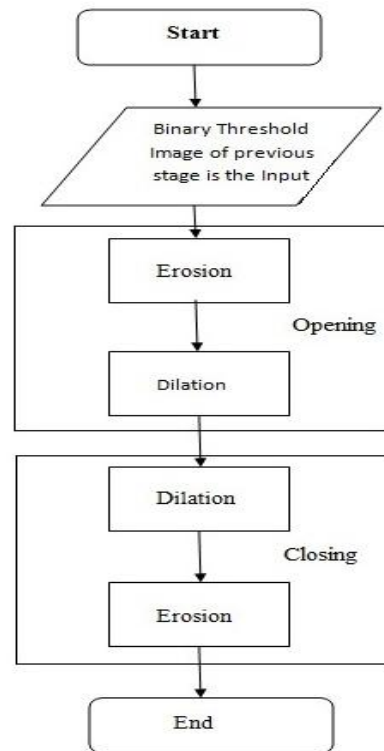 Start
Binary Threshold
Image of previous
stage is the Input
Erosion
Opening
Dilation
Dilation
Closing
Erosion
End